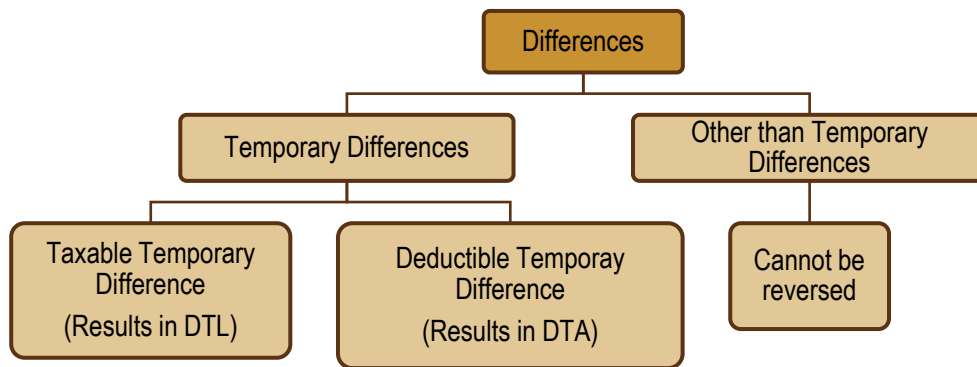 Differences
Temporary Differences
Other than Temporary
Differences
Taxable Temporary
Difference
(Results in DTL)
Deductible Temporay
Difference
(Results in DTA)
Cannot be
reversed